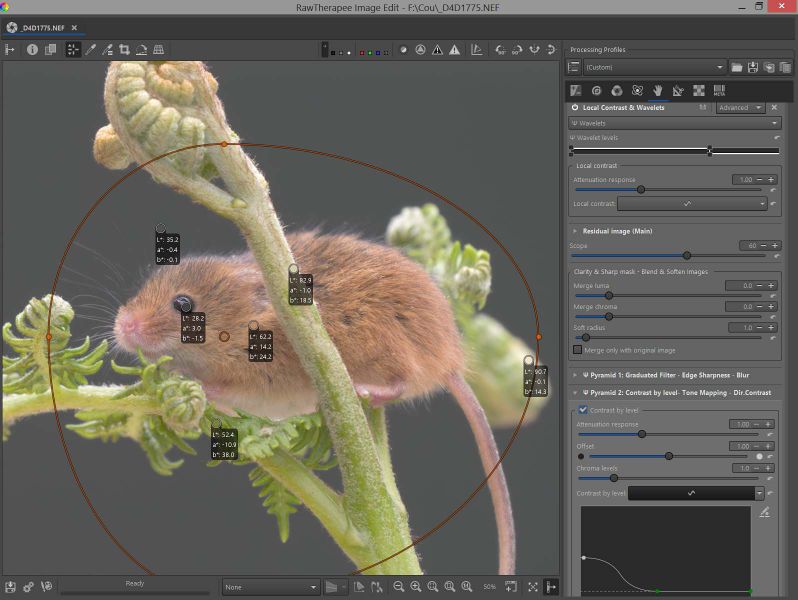 RawTherapee Image Edit - F:\Cou\_D4D1775.NEF
_D4D1775.NEF
Processing Profiles
(Custom)
META
Local Contrast & Wavelets
1:1
Advanced
Wavelets
Wavelet levels
Local contrast
Attenuation response
1.00
Local contrast:
Residual image (Main)
Scope
60
Clarity & Sharp mask - Blend & Soften Images
Merge luma
0.0
Merge chroma
0.0
Soft radius
1.0
Merge only with original image
Pyramid 1: Graduated Filter - Edge Sharpness - Blur
Pyramid 2: Contrast by level- Tone Mapping - Dir.Contrast
Contrast by level
Attenuation response
1.00
Offset
1.00
Chroma levels
1.0
Contrast by level:
L*: 35.2
a*: -0.4
b*: -0.1
L*: 82.9
a*: -1.0
b*: 18.5
L*: 28.2
a*: 3.0
b*: -1.5
L*: 62.2
a*: 14.2
b*: 24.2
L*: 90.7
a*: -0.1
b*: 14.3
L*: 52.4
a*: -10.9
b*: 38.0
Ready
None
50%